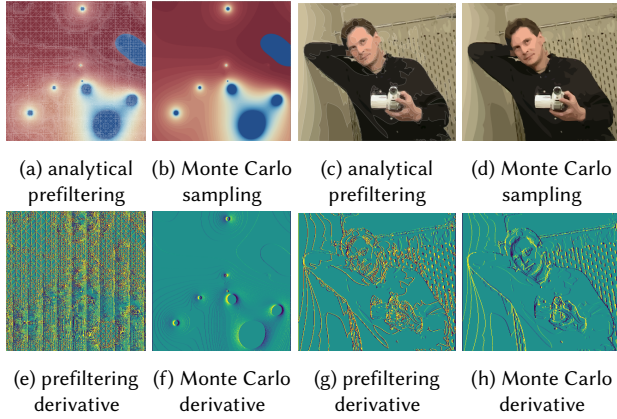 (a) analytical (b) Monte Carlo (c) analytical (d) Monte Carlo
prefiltering sampling prefiltering sampling
(e) prefiltering (f) Monte Carlo (g) prefiltering (h) Monte Carlo
derivative derivative derivative derivative